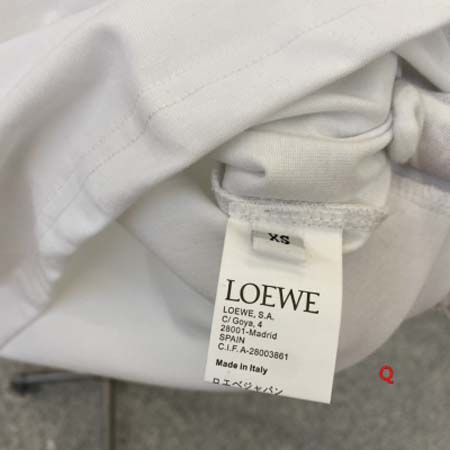 XS
LOEWE
LOEWE, S.A.
C/ Goya, 4
28001-Madrid
SPAIN
C.I.F. A-28003861
Made in Italy
ロエベジャパン
Q